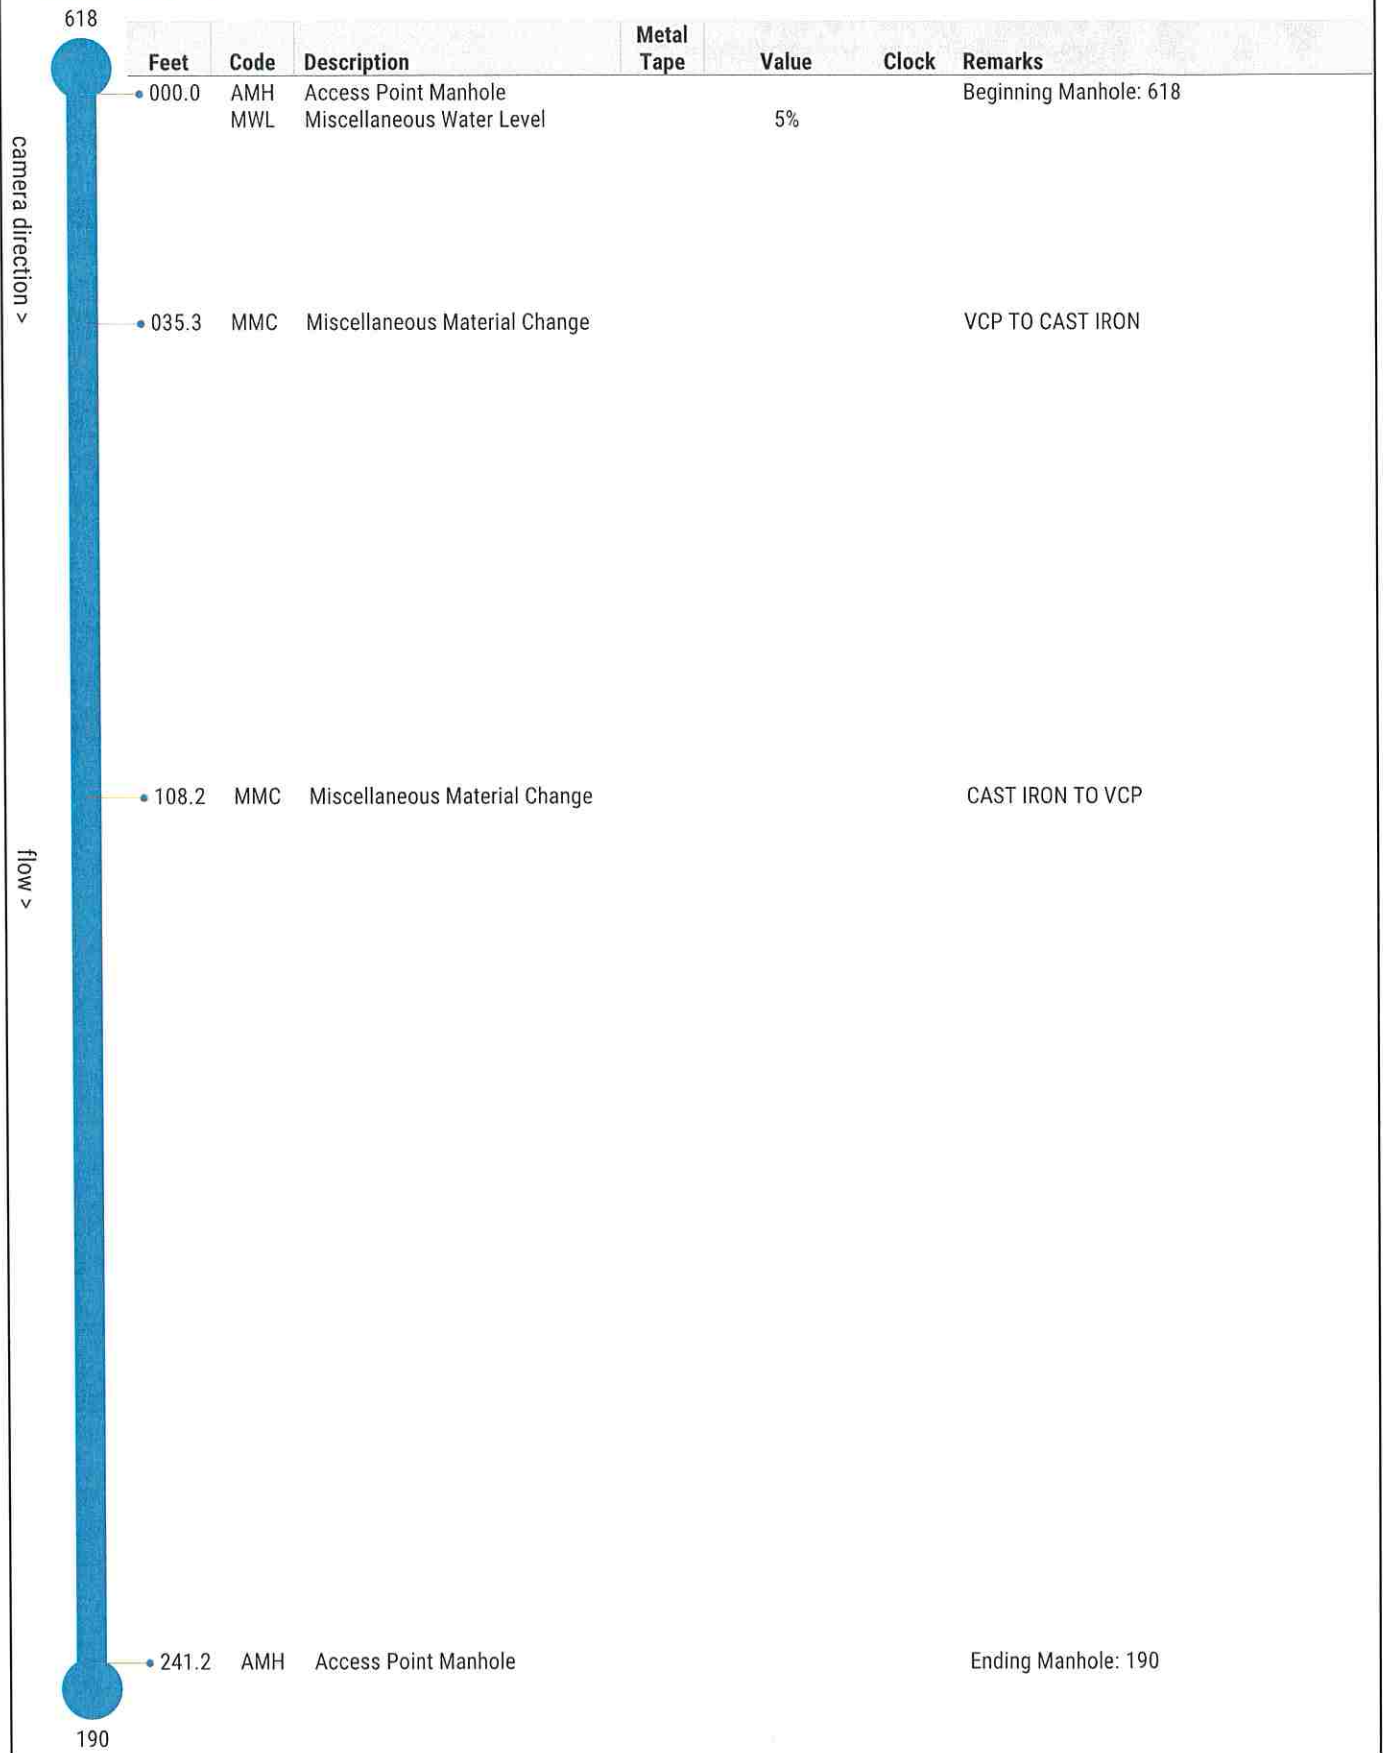 618
Metal
Feet Code Description Tape Value Clock Remarks
000.0 AMH Access Point Manhole Beginning Manhole: 618
MWL Miscellaneous Water Level 5%
camera direction >
035.3 MMC Miscellaneous Material Change VCP TO CAST IRON
108.2 MMC Miscellaneous Material Change CAST IRON TO VCP
flow >
241.2 AMH Access Point Manhole Ending Manhole: 190
190